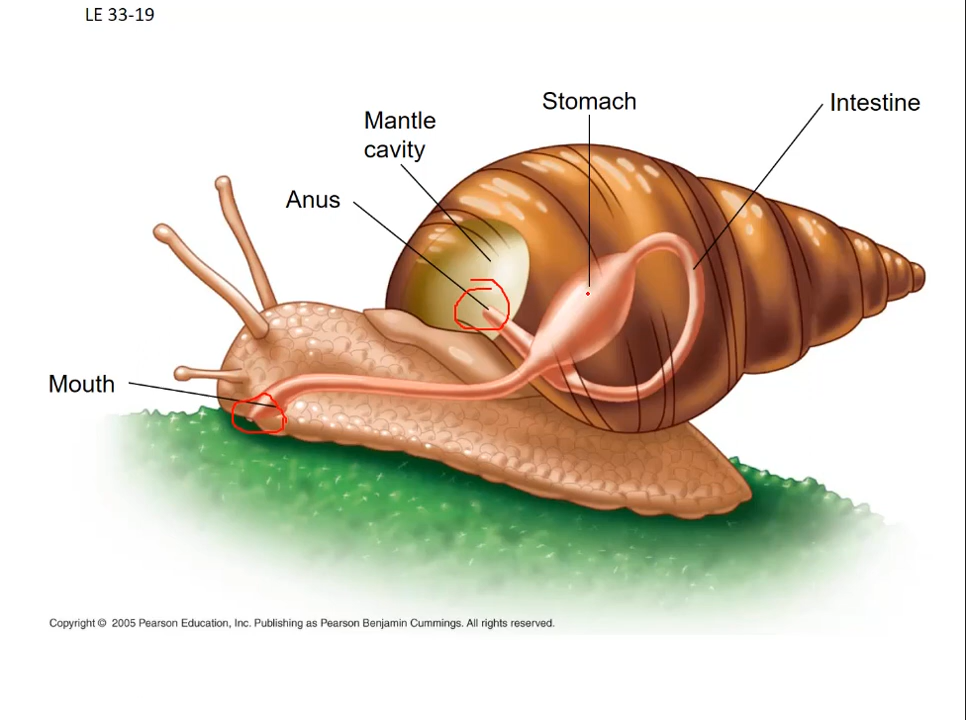 LE 33-19
Stomach
Intestine
Mantle
cavity
Anus
Mouth
Copyright © 2005 Pearson Education, Inc. Publishing as Pearson Benjamin Cummings. All rights reserved.